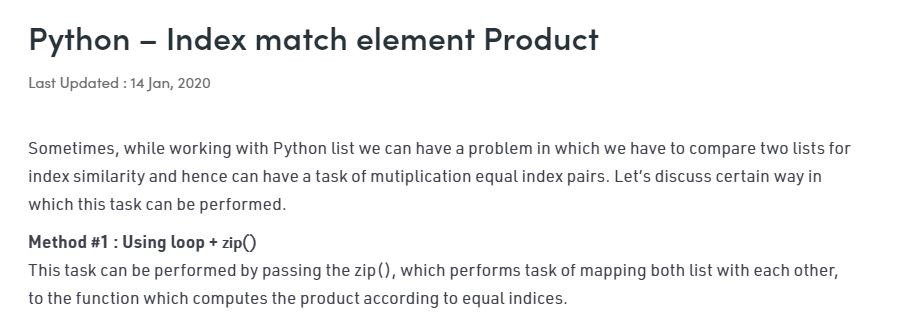 Python – Index match element Product
Last Updated : 14 Jan, 2020
Sometimes, while working with Python list we can have a problem in which we have to compare two lists for
index similarity and hence can have a task of mutiplication equal index pairs. Let's discuss certain way in
which this task can be performed.
Method #1 : Using loop + zip()
This task can be performed by passing the zip(), which performs task of mapping both list with each other,
to the function which computes the product according to equal indices.